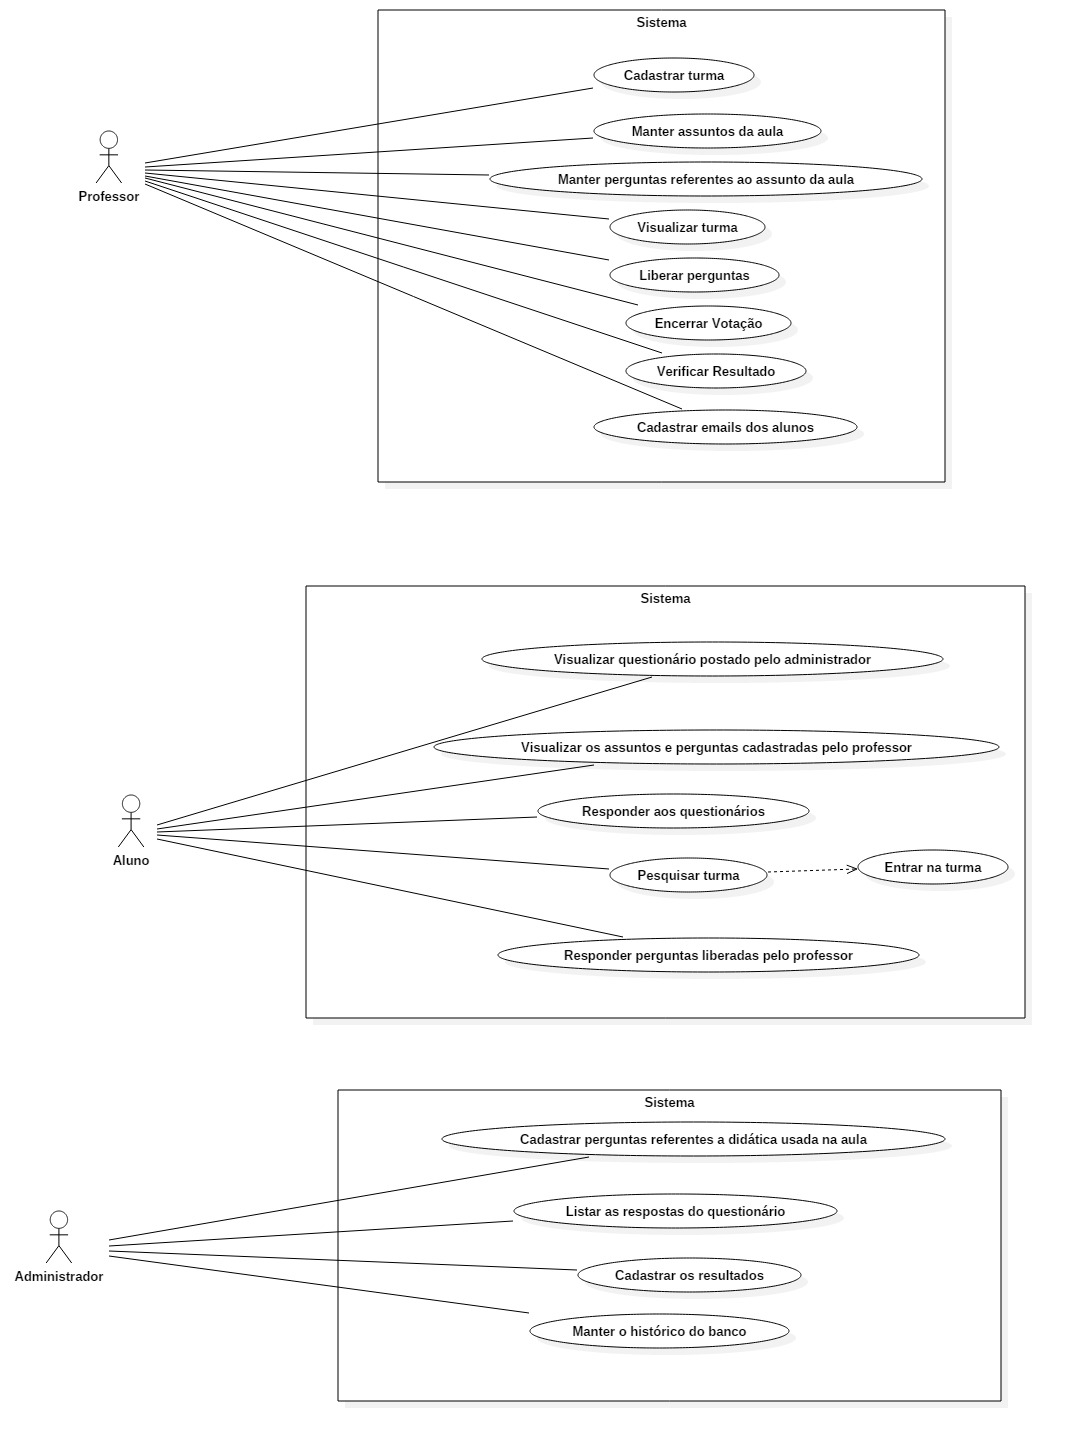 Sistema
Cadastrar turma
Manter assuntos da aula
Manter perguntas referentes ao assunto da aula
Professor
Visualizar turma
Liberar perguntas
Encerrar Votação
Verificar Resultado
Cadastrar emails dos alunos
Sistema
Visualizar questionário postado pelo administrador
Visualizar os assuntos e perguntas cadastradas pelo professor
Responder aos questionários
Aluno
Pesquisar turma
Entrar na turma
Responder perguntas liberadas pelo professor
Sistema
Cadastrar perguntas referentes a didática usada na aula
Listar as respostas do questionário
Administrador
Cadastrar os resultados
Manter o histórico do banco